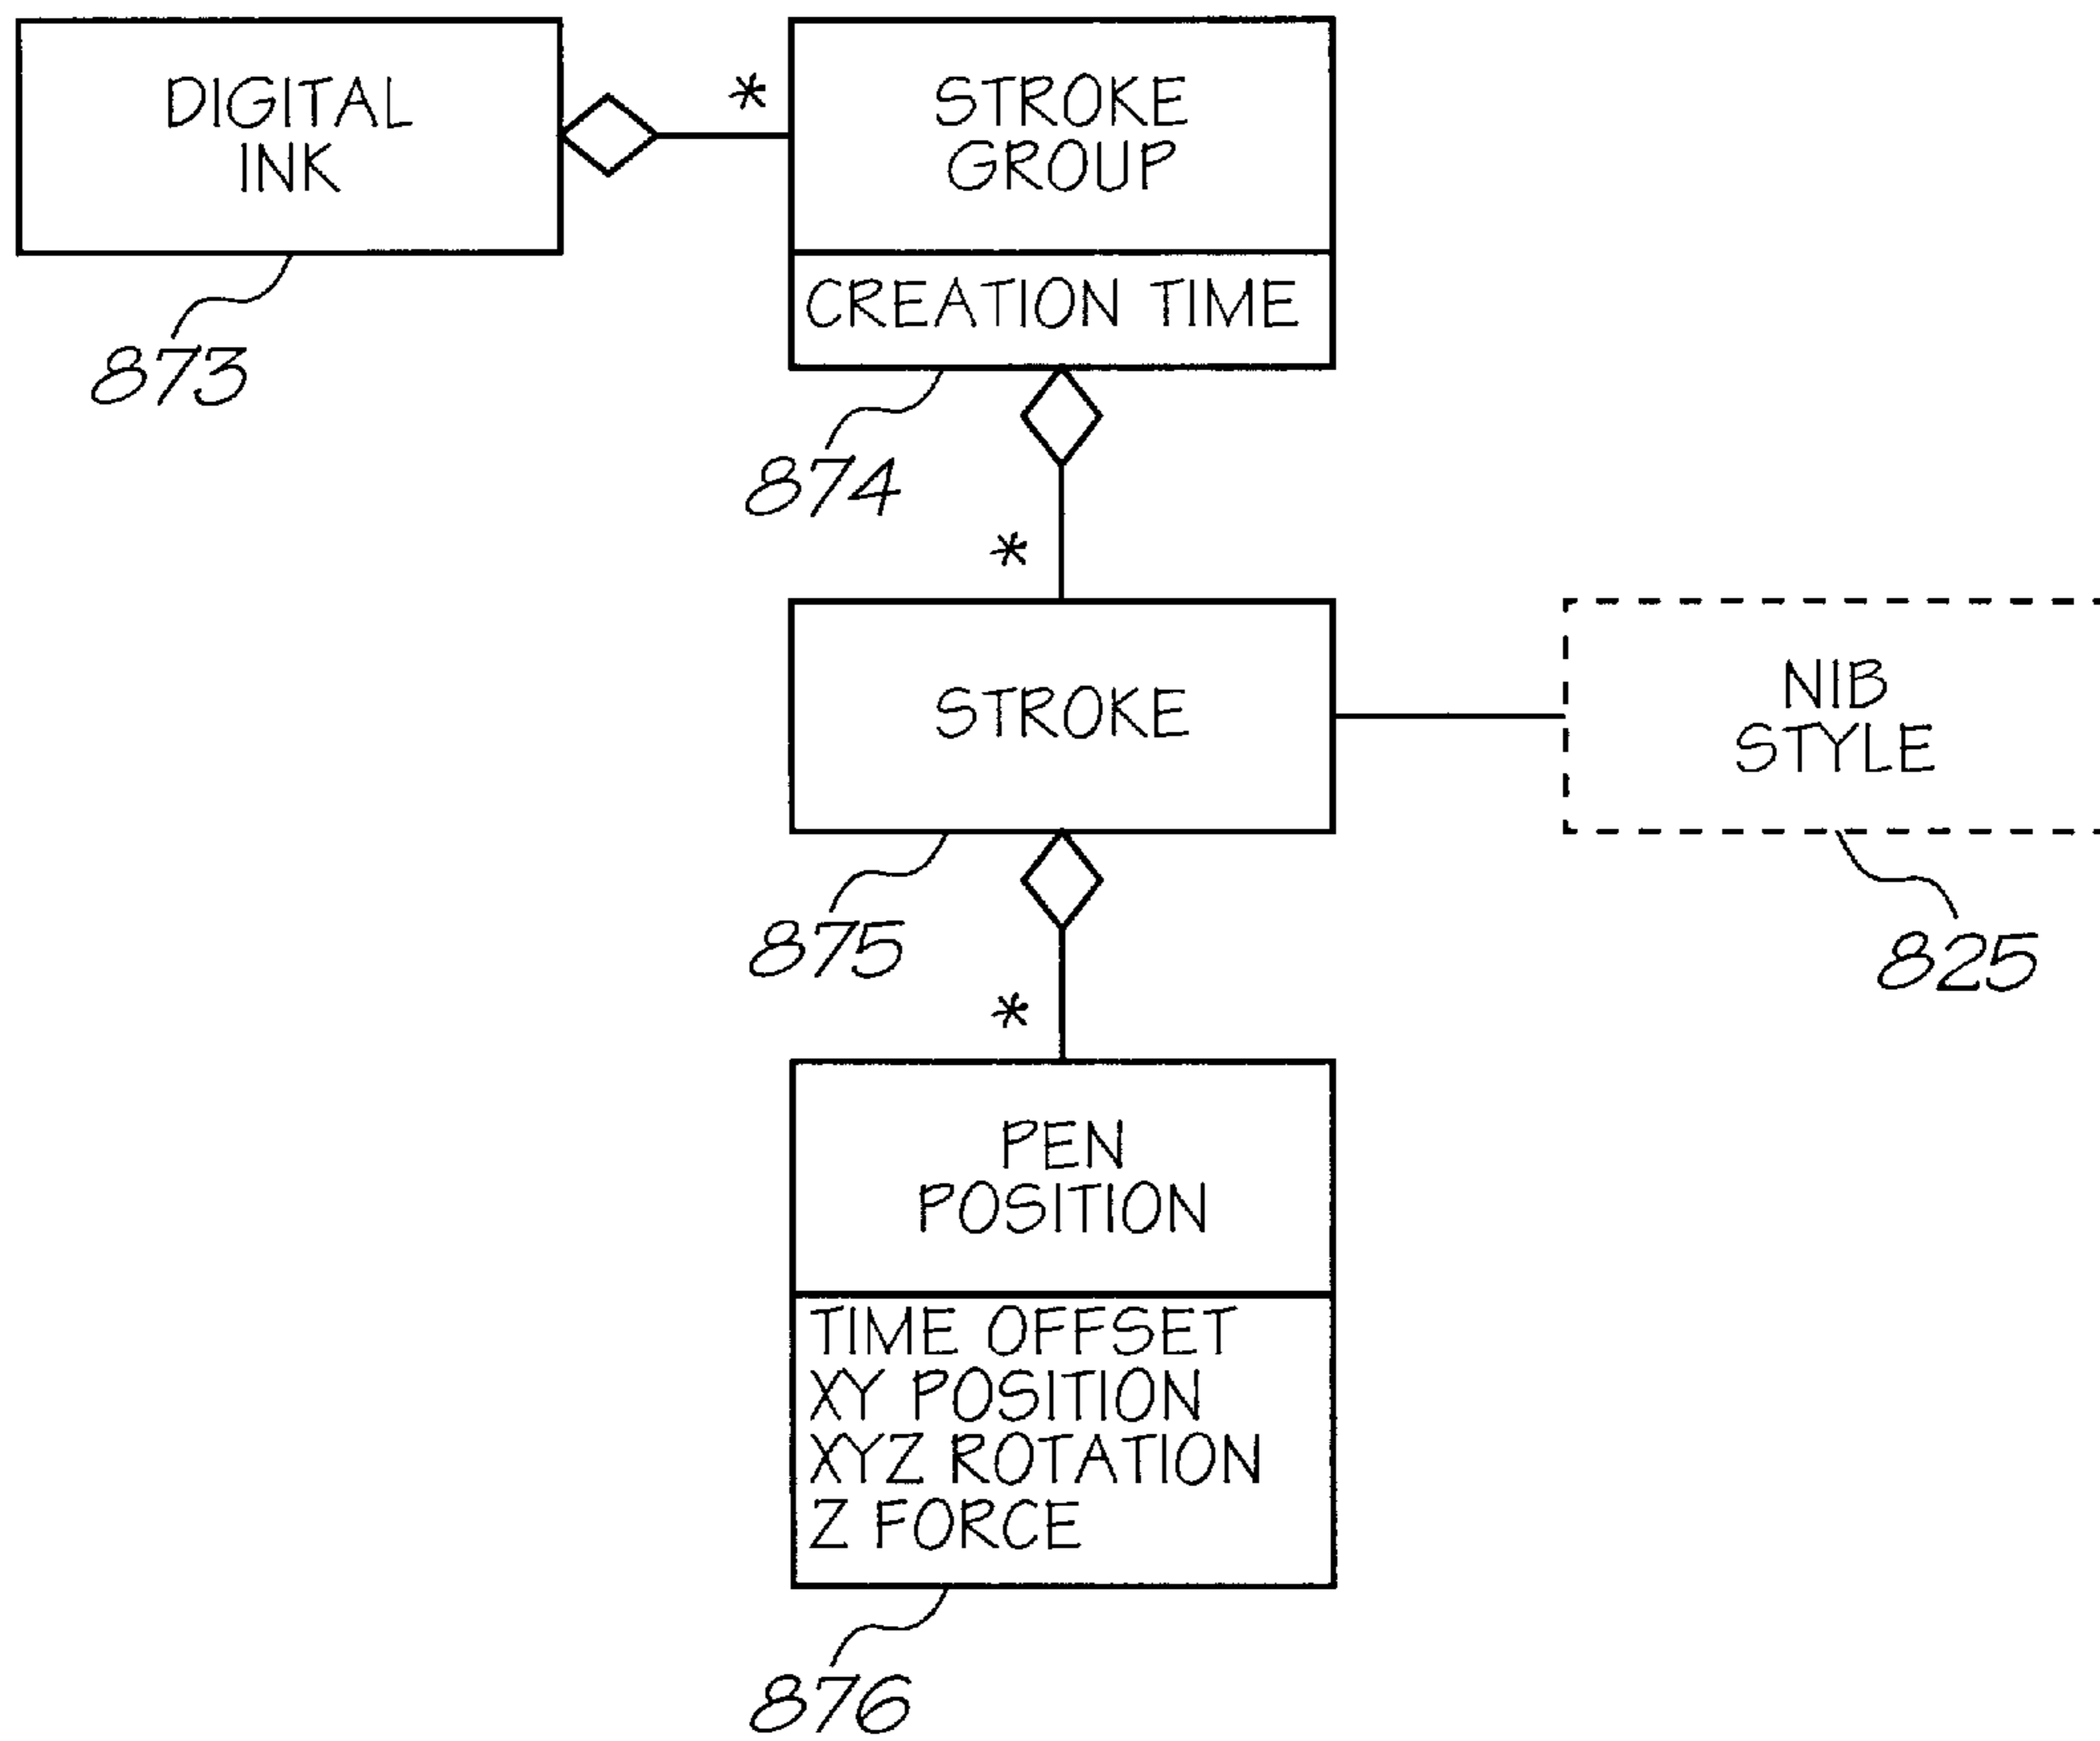 DIGITAL
INK
*
STROKE
GROUP
CREATION TIME
873
874
*
STROKE
NIB
STYLE
875
825
*
PEN
POSITION
TIME OFFSET
XY POSITION
XYZ ROTATION
Z FORCE
876